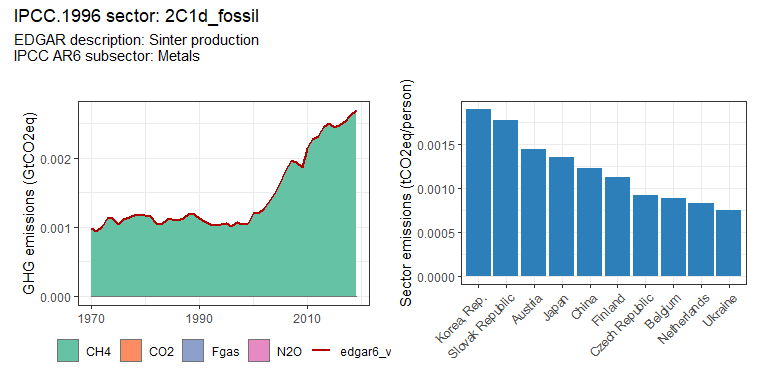 IPCC.1996 sector: 2C1d_fossil
EDGAR description: Sinter production
IPCC AR6 subsector: Metals
GHG emissions (GtCO2eq)
0.002
0.001
0.000
1970
1990
2010
CH4
CO2
Fgas
N2O
edgar6_v
Sector emissions (tCO2eq/person)
0.0015
0.0010
0.0005
0.0000
Korea Rep.
Slovak Republic
Austria
Japan
China
Finland
Czech Republic
Belgium
Netherlands
Ukraine